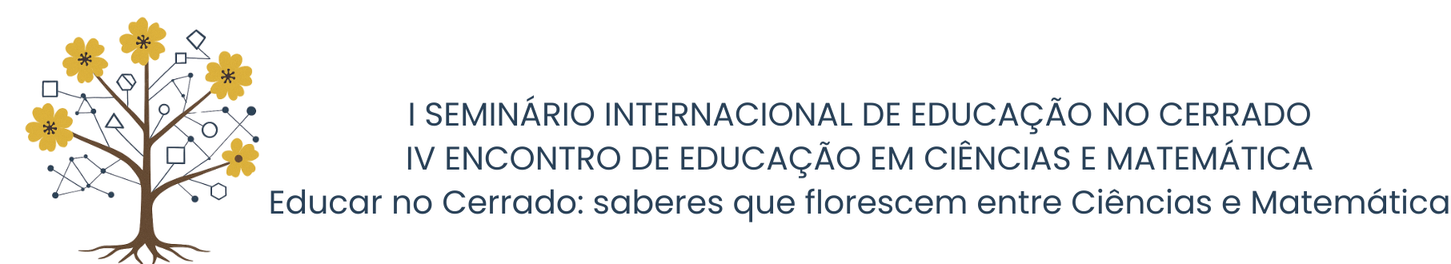 I SEMINÁRIO INTERNACIONAL DE EDUCAÇÃO NO CERRADO
IV ENCONTRO DE EDUCAÇÃO EM CIÊNCIAS E MATEMÁTICA
Educar no Cerrado: saberes que florescem entre Ciências e Matemática